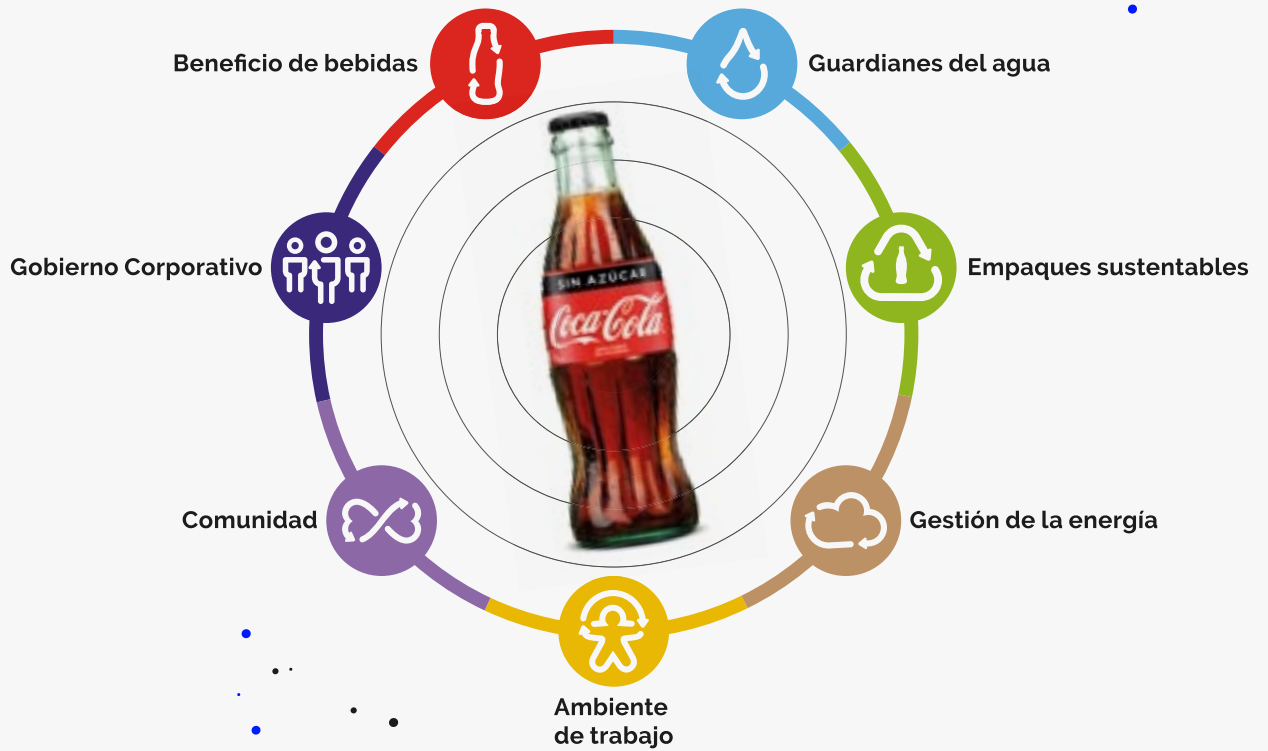 Beneficio de bebidas
Guardianes del agua
Gobierno Corporativo
Empaques sustentables
SIN AZÚCAR
Coca-Cola
Comunidad
Gestión de la energía
Ambiente
de trabajo